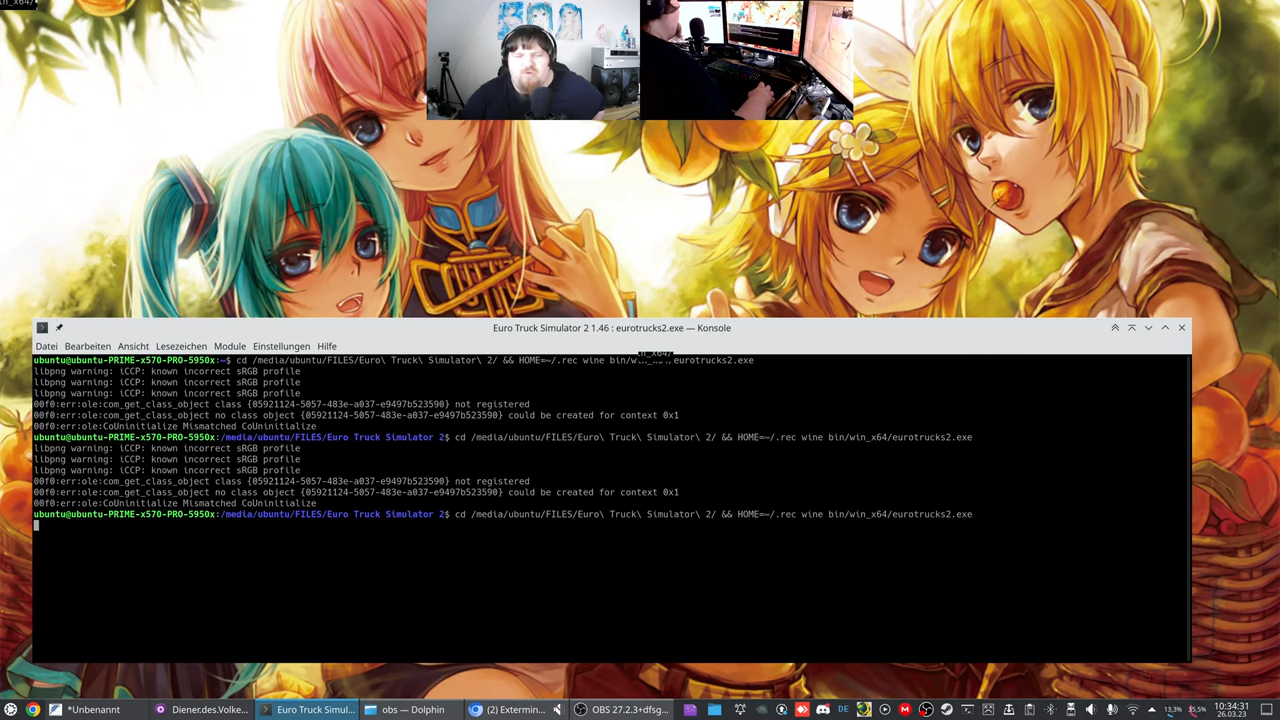 in_x64/
Euro Truck Simulator 2 1.46 : eurotrucks2.exe — Konsole
Datei Bearbeiten Ansicht Lesezeichen Module Einstellungen Hilfe
ubuntu@ubuntu-PRIME-x570-PRO-5950x:~$ cd /media/ubuntu/FILES/Euro\ Truck\ Simulator\ 2/ && HOME=~/.rec wine bin/win_x64/eurotrucks2.exe
libpng warning: iCCP: known incorrect sRGB profile
libpng warning: iCCP: known incorrect sRGB profile
libpng warning: iCCP: known incorrect sRGB profile
00f0:err:ole:com_get_class_object class {05921124-5057-483e-a037-e9497b523590} not registered
00f0:err:ole:com_get_class_object no class object {05921124-5057-483e-a037-e9497b523590} could be created for context 0x1
00f0:err:ole:CoUninitialize Mismatched CoUninitialize
ubuntu@ubuntu-PRIME-x570-PRO-5950x:/media/ubuntu/FILES/Euro Truck Simulator 2$ cd /media/ubuntu/FILES/Euro\ Truck\ Simulator\ 2/ && HOME=~/.rec wine bin/win_x64/eurotrucks2.exe
libpng warning: iCCP: known incorrect sRGB profile
libpng warning: iCCP: known incorrect sRGB profile
libpng warning: iCCP: known incorrect sRGB profile
00f0:err:ole:com_get_class_object class {05921124-5057-483e-a037-e9497b523590} not registered
00f0:err:ole:com_get_class_object no class object {05921124-5057-483e-a037-e9497b523590} could be created for context 0x1
00f0:err:ole:CoUninitialize Mismatched CoUninitialize
ubuntu@ubuntu-PRIME-x570-PRO-5950x:/media/ubuntu/FILES/Euro Truck Simulator 2$ cd /media/ubuntu/FILES/Euro\ Truck\ Simulator\ 2/ && HOME=~/.rec wine bin/win_x64/eurotrucks2.exe
*Unbenannt Diener.des.Volke... Euro Truck Simul... obs — Dolphin (2) Extermin... OBS 27.2.3+dfsg... DE 13,3% 35,5% 10:34:31
26.03.23